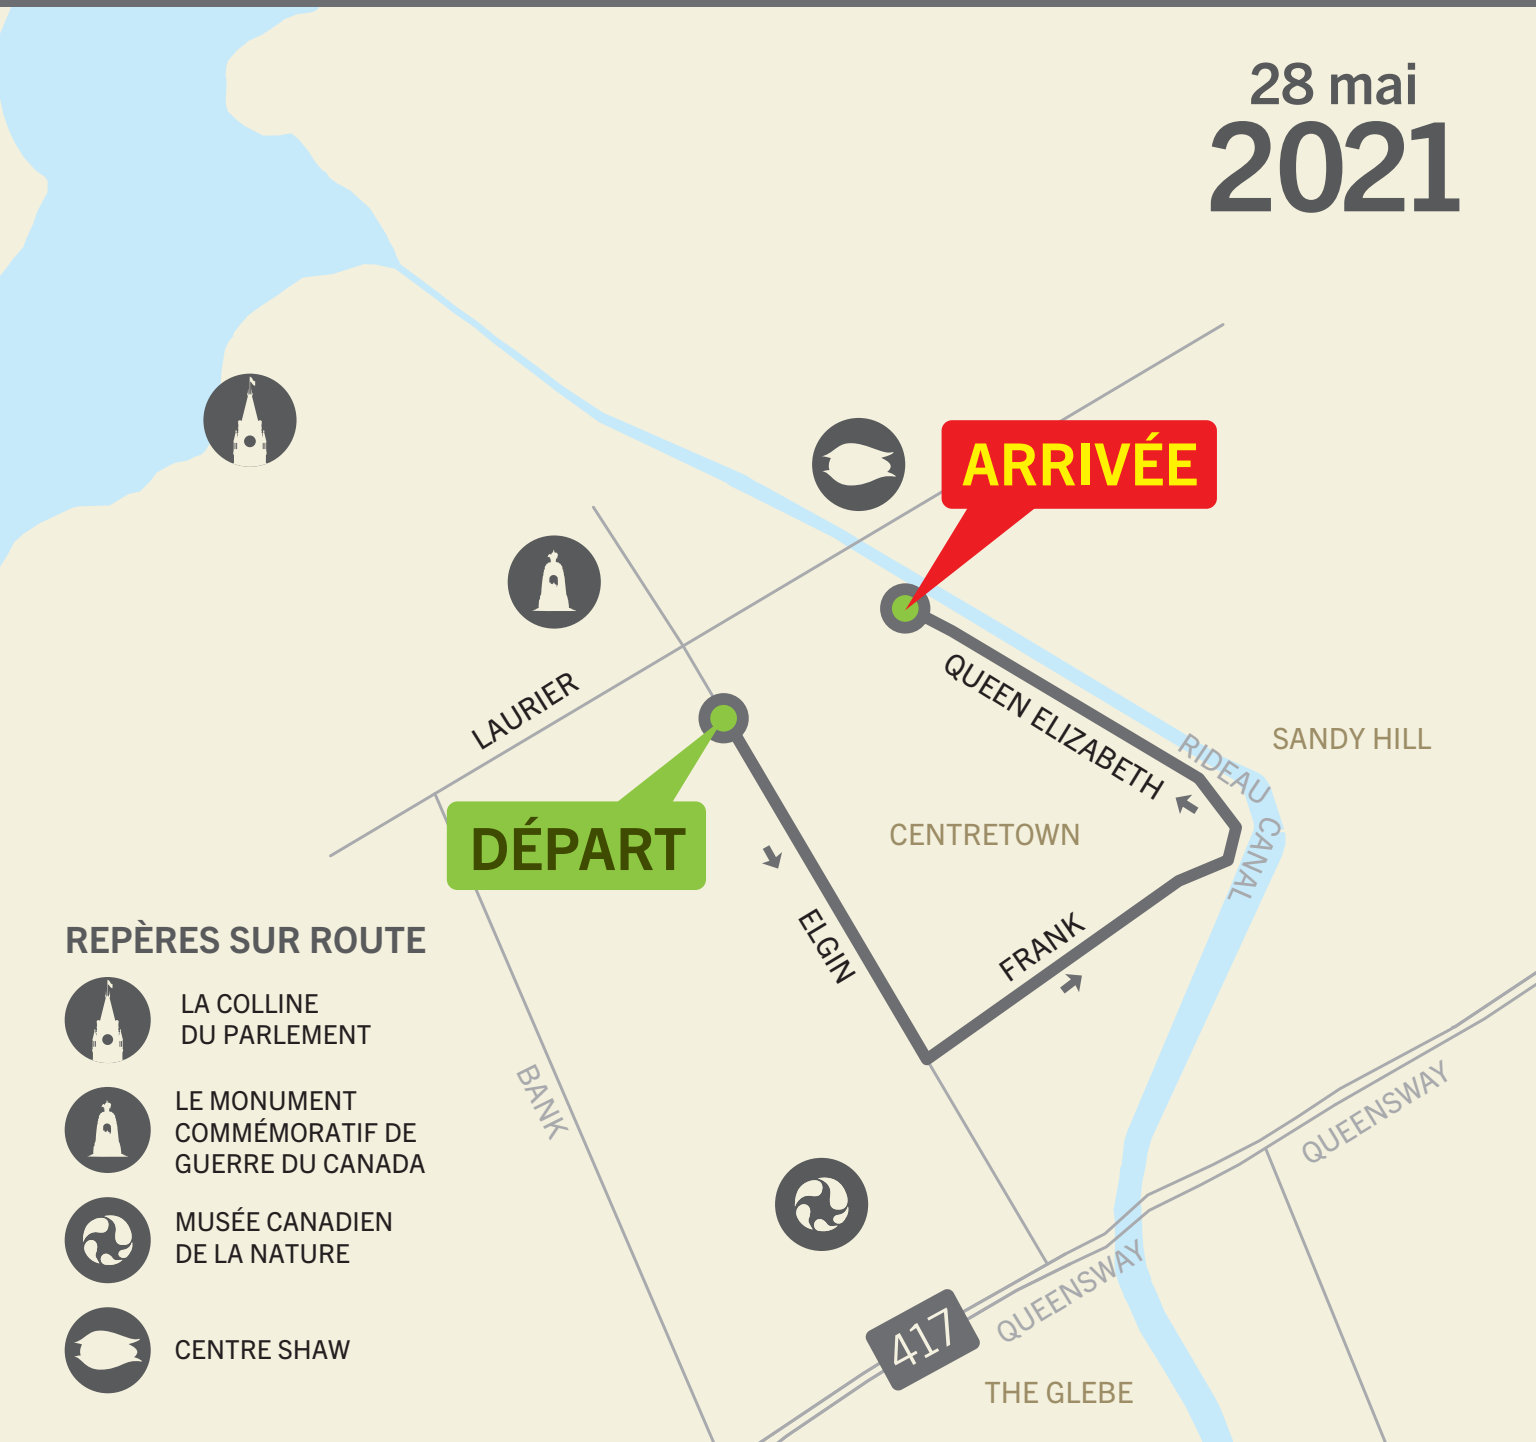 28 mai
2021
ARRIVÉE
LAURIER
QUEEN ELIZABETH
RIDEAU
CANAL
SANDY HILL
DÉPART
CENTRETOWN
ELGIN
FRANK
BANK
QUEENSWAY
QUEENSWAY
417
THE GLEBE
REPÈRES SUR ROUTE
LA COLLINE
DU PARLEMENT
LE MONUMENT
COMMÉMORATIF DE
GUERRE DU CANADA
MUSÉE CANADIEN
DE LA NATURE
CENTRE SHAW